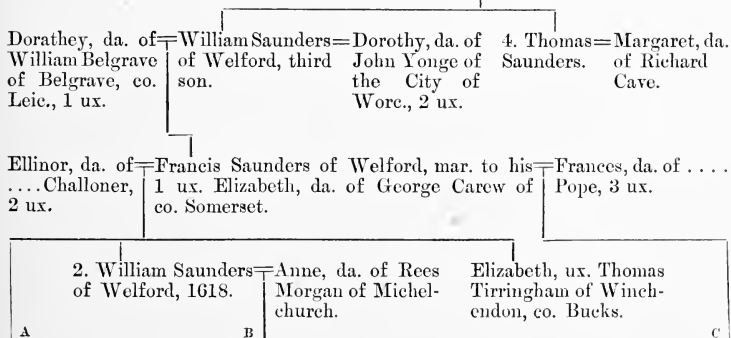 Dorathey, da. of
William Belgrave
of Belgrave, co.
Leic., 1 ux.
William Saunders
of Welford, third
son.
Dorothy, da. of
John Yonge of
the City of
Worc., 2 ux.
4. Thomas
Saunders.
Margaret, da.
of Richard
Cave.
Ellinor, da. of
....Challoner,
2 ux.
Francis Saunders of Welford, mar. to his
1 ux. Elizabeth, da. of George Carew of
co. Somerset.
Frances, da. of ....
Pope, 3 ux.
2. William Saunders
of Welford, 1618.
Anne, da. of Rees
Morgan of Michel-
church.
Elizabeth, ux. Thomas
Tirringham of Winch-
endon, co. Bucks.
A
B
C